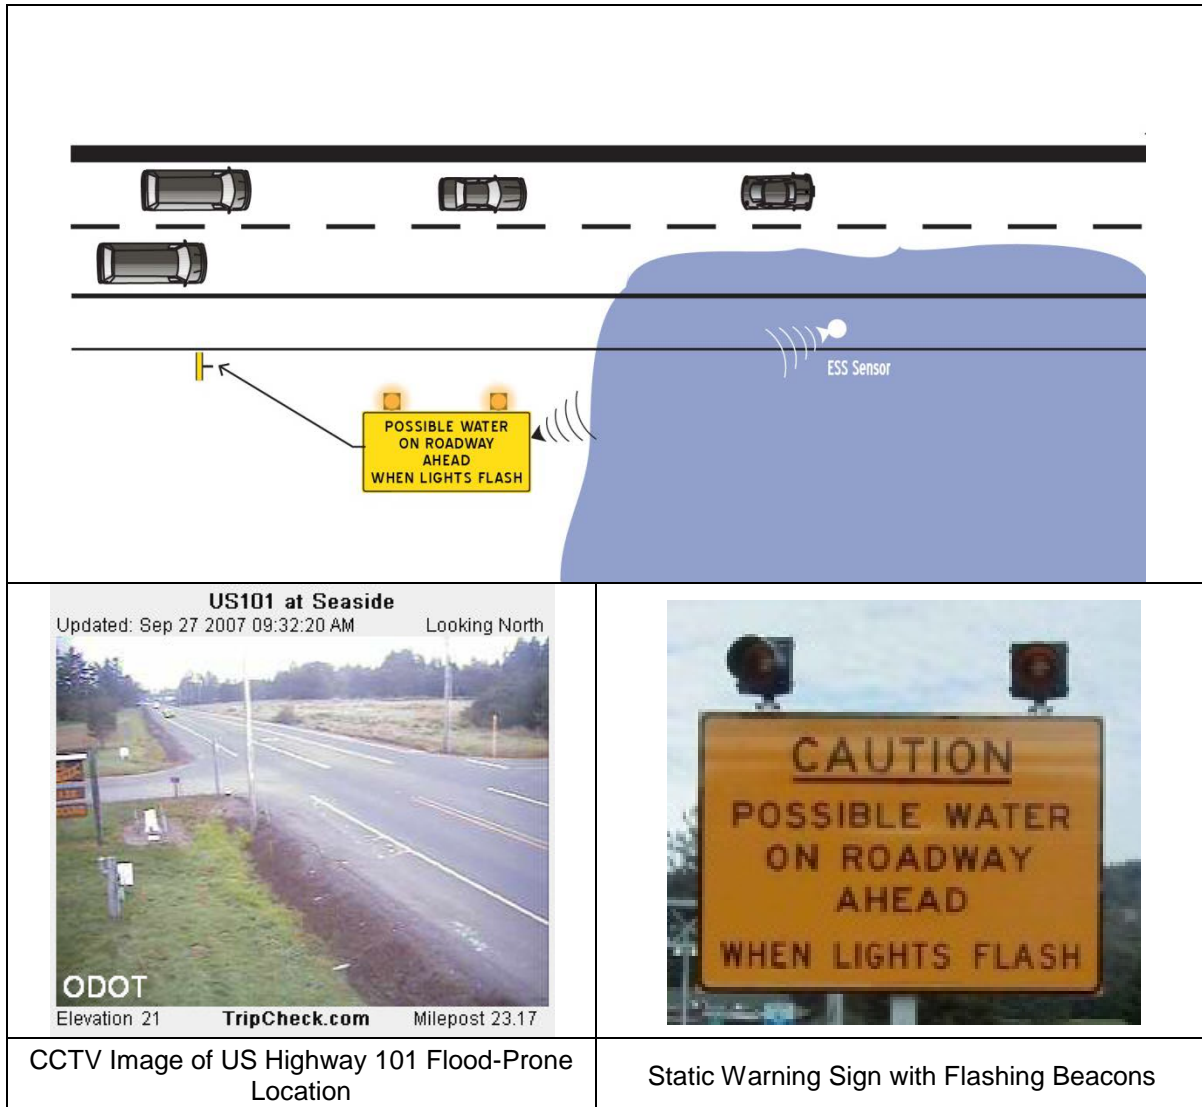 ESS Sensor
POSSIBLE WATER
ON ROADWAY
AHEAD
WHEN LIGHTS FLASH
US101 at Seaside
Updated: Sep 27 2007 09:32:20 AM Looking North
ODOT
Elevation 21 TripCheck.com Milepost 23.17
CAUTION
POSSIBLE WATER
ON ROADWAY
AHEAD
WHEN LIGHTS FLASH
CCTV Image of US Highway 101 Flood-Prone
Location
Static Warning Sign with Flashing Beacons